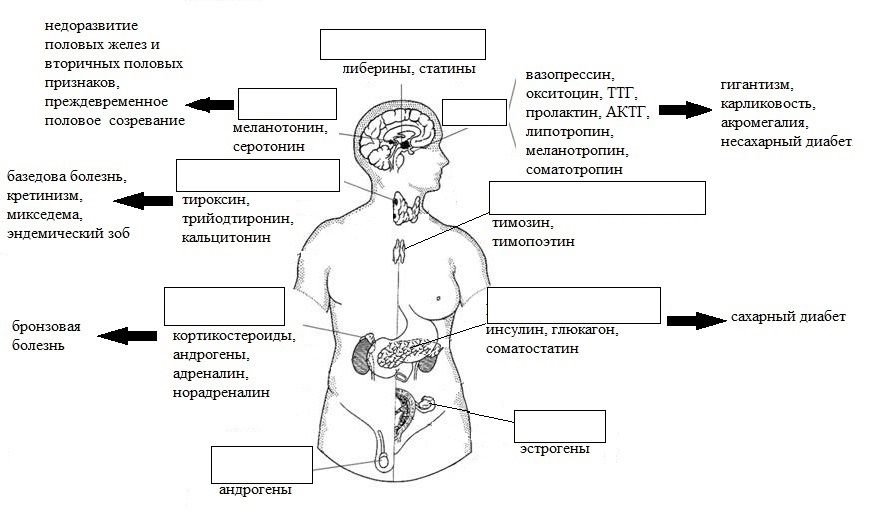 недоразвитие
половых желез и
вторичных половых
признаков,
преждевременное
половое созревание
либерины, статины
меланотонин,
серотонин
вазопрессин,
окситоцин, ТТГ,
пролактин, АКТГ,
липотропин,
меланотропин,
соматотропин
гигантизм,
карликовость,
акромегалия,
несахарный диабет
базедова болезнь,
кретинизм,
микседема,
эндемический зоб
тироксин,
трийодтиронин,
кальцитонин
тимозин,
тимопоэтин
бронзовая
болезнь
кортикостероиды,
андрогены,
адреналин,
норадреналин
инсулин, глюкагон,
соматостатин
сахарный диабет
эстрогены
андрогены